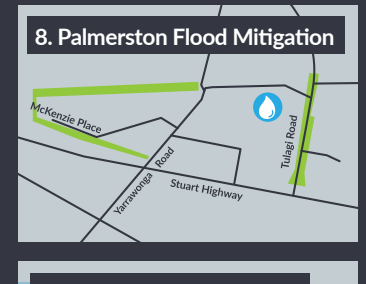 8. Palmerston Flood Mitigation
McKenzie Place
Tulagi Road
Yarrawonga Road
Stuart Highway